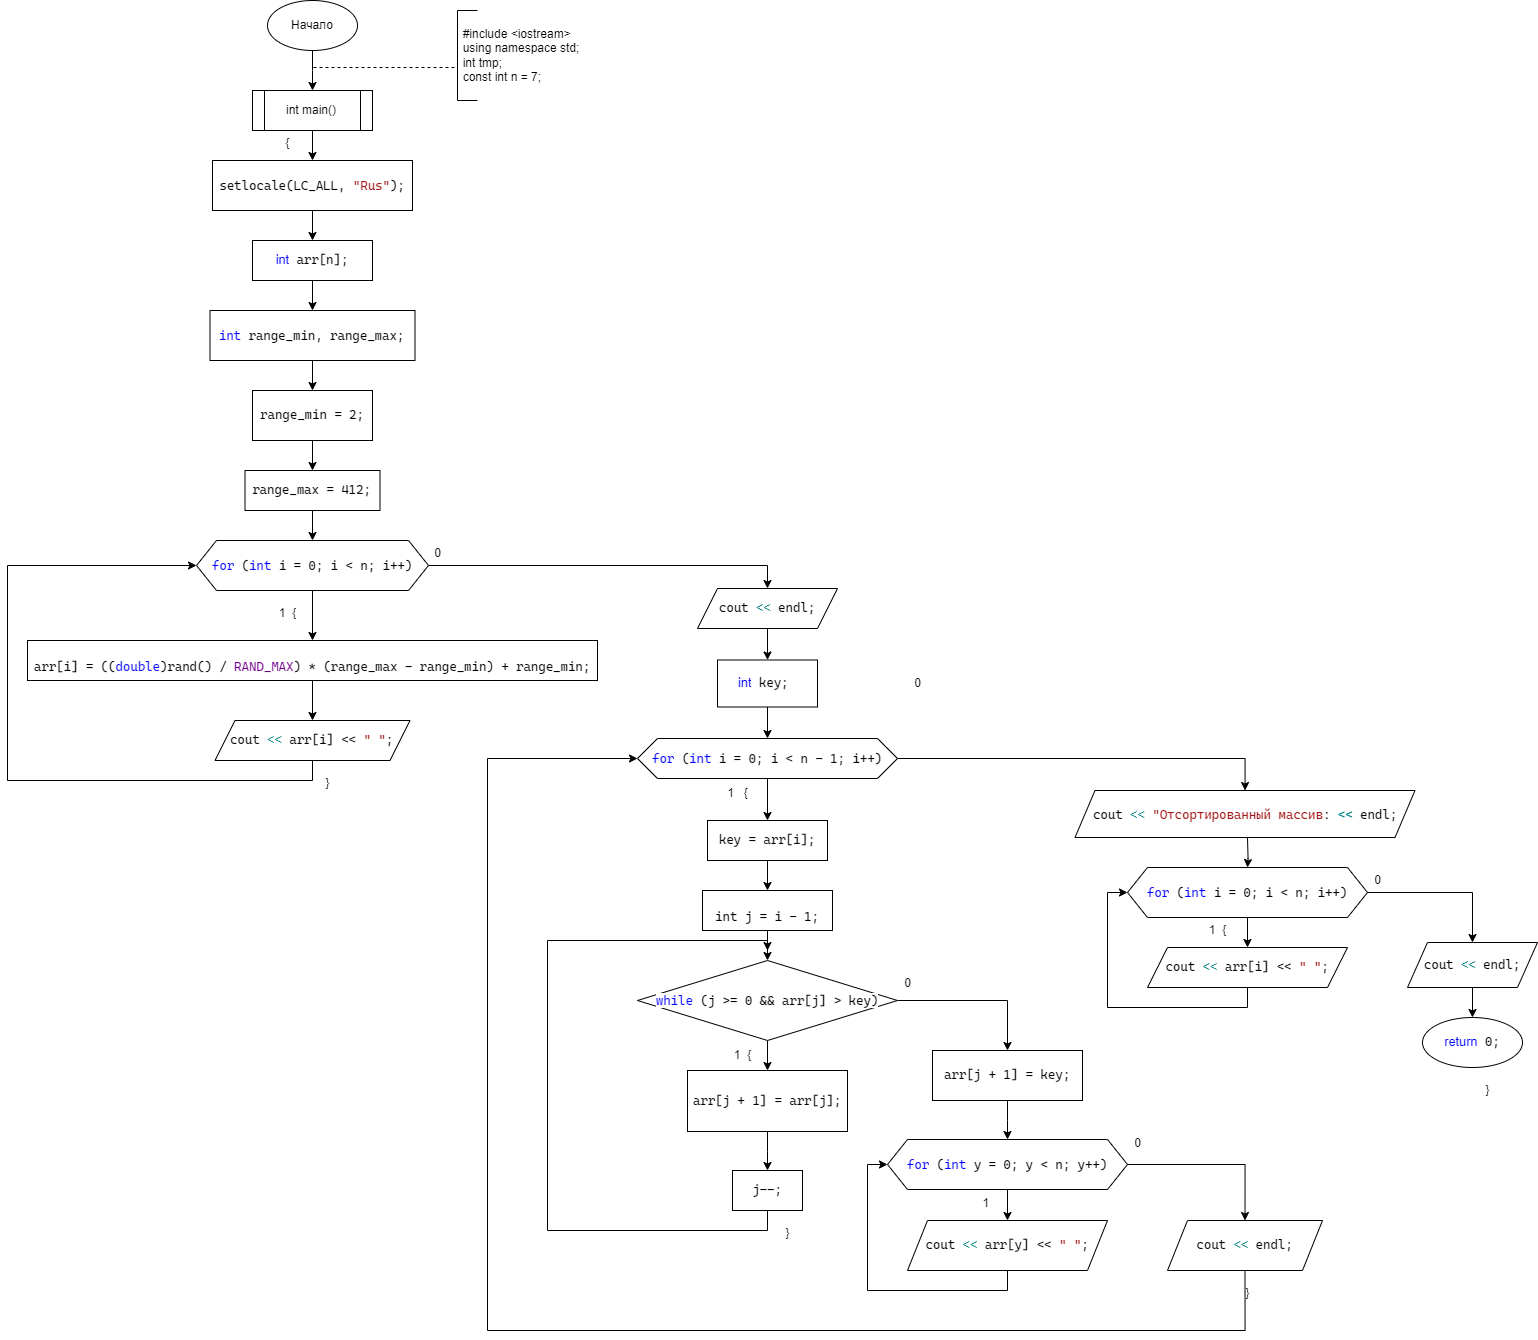 Начало
#include <iostream>
using namespace std;
int tmp;
const int n = 7;
int main()
{
setlocale(LC_ALL, "Rus");
int arr[n];
int range_min, range_max;
range_min = 2;
range_max = 412;
for (int i = 0; i < n; i++)
0
1 {
arr[i] = ((double)rand() / RAND_MAX) * (range_max - range_min) + range_min;
cout << arr[i] << " ";
}
cout << endl;
int key;
0
for (int i = 0; i < n - 1; i++)
1 {
key = arr[i];
int j = i - 1;
while (j >= 0 && arr[j] > key)
0
1 {
arr[j + 1] = arr[j];
j--;
}
arr[j + 1] = key;
for (int y = 0; y < n; y++)
0
1
cout << arr[y] << " ";
cout << endl;
}
cout << "Отсортированный массив: << endl;
for (int i = 0; i < n; i++)
0
1 {
cout << arr[i] << " ";
cout << endl;
return 0;
}